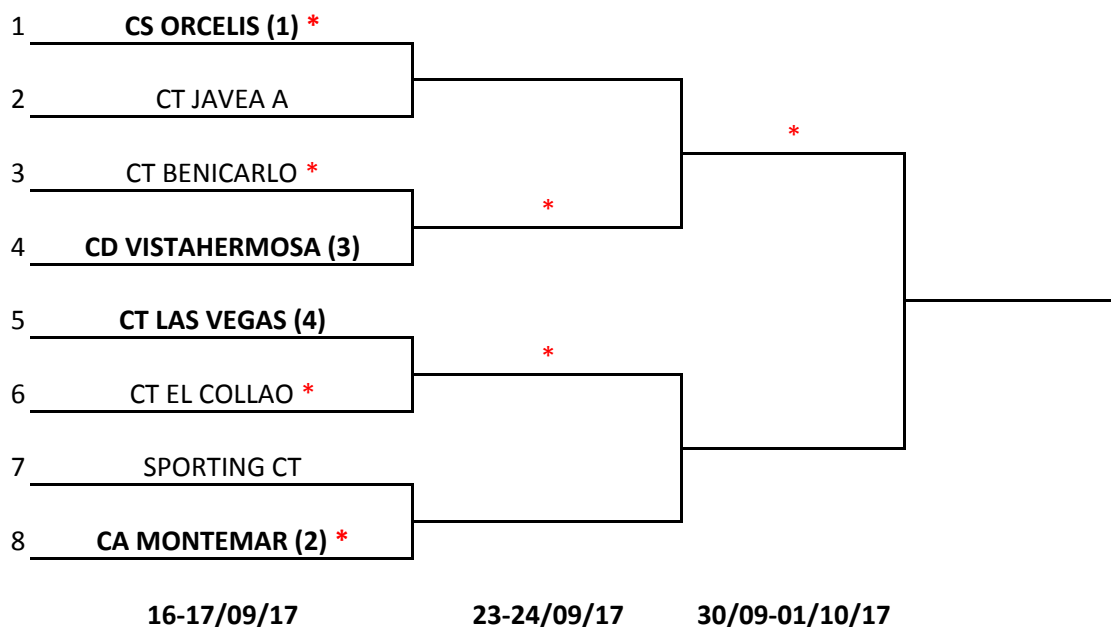 1 CS ORCELIS (1) *
2 CT JAVEA A
*
3 CT BENICARLO *
*
4 CD VISTAHERMOSA (3)
5 CT LAS VEGAS (4)
*
6 CT EL COLLAO *
7 SPORTING CT
8 CA MONTEMAR (2) *
16-17/09/17 23-24/09/17 30/09-01/10/17